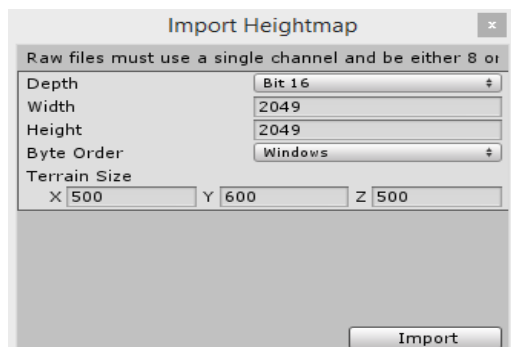 Import Heightmap
x
Raw files must use a single channel and be either 8 or
Depth Bit 16
Width 2049
Height 2049
Byte Order Windows
Terrain Size
X 500 Y 600 Z 500
Import